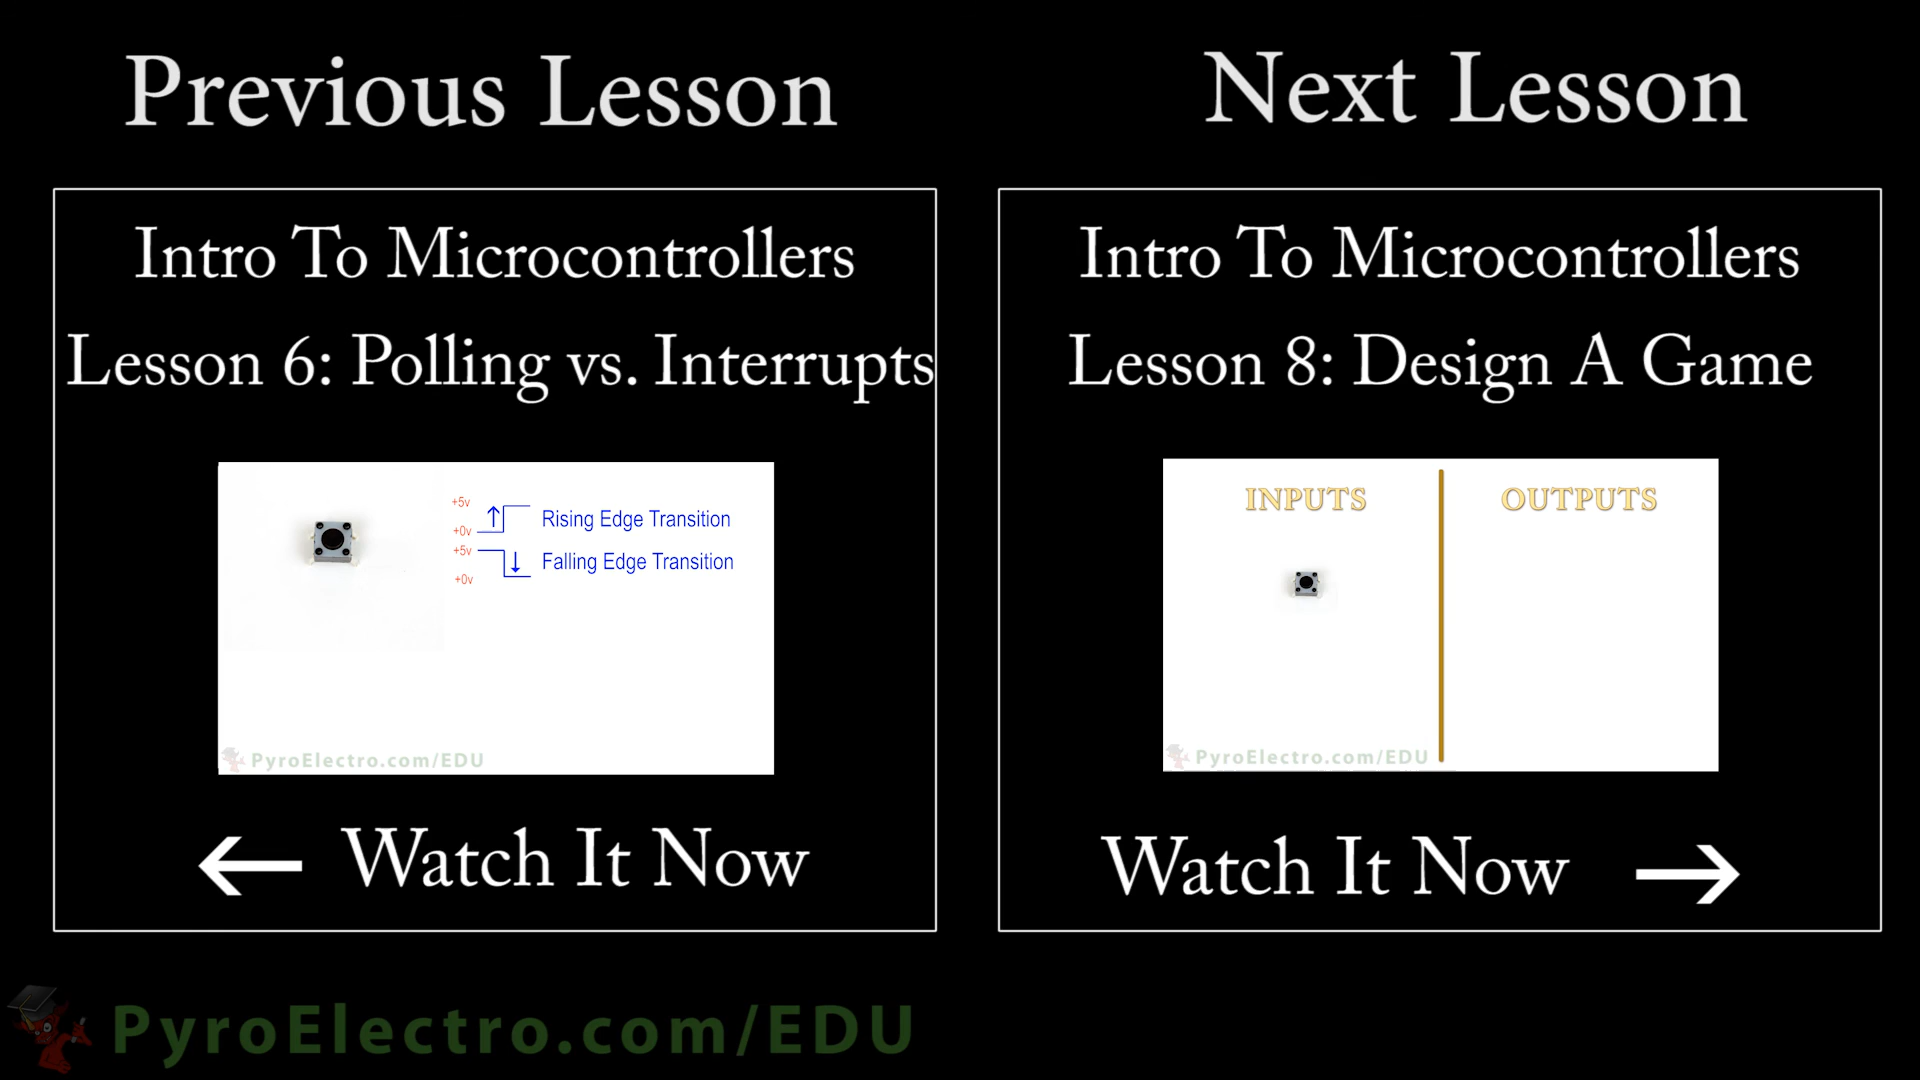 Previous Lesson
Intro To Microcontrollers
Lesson 6: Polling vs. Interrupts
+5v
Rising Edge Transition
+0v
+5v
Falling Edge Transition
+0v
PyroElectro.com/EDU
← Watch It Now
Next Lesson
Intro To Microcontrollers
Lesson 8: Design A Game
INPUTS
OUTPUTS
PyroElectro.com/EDU
Watch It Now →
PyroElectro.com/EDU